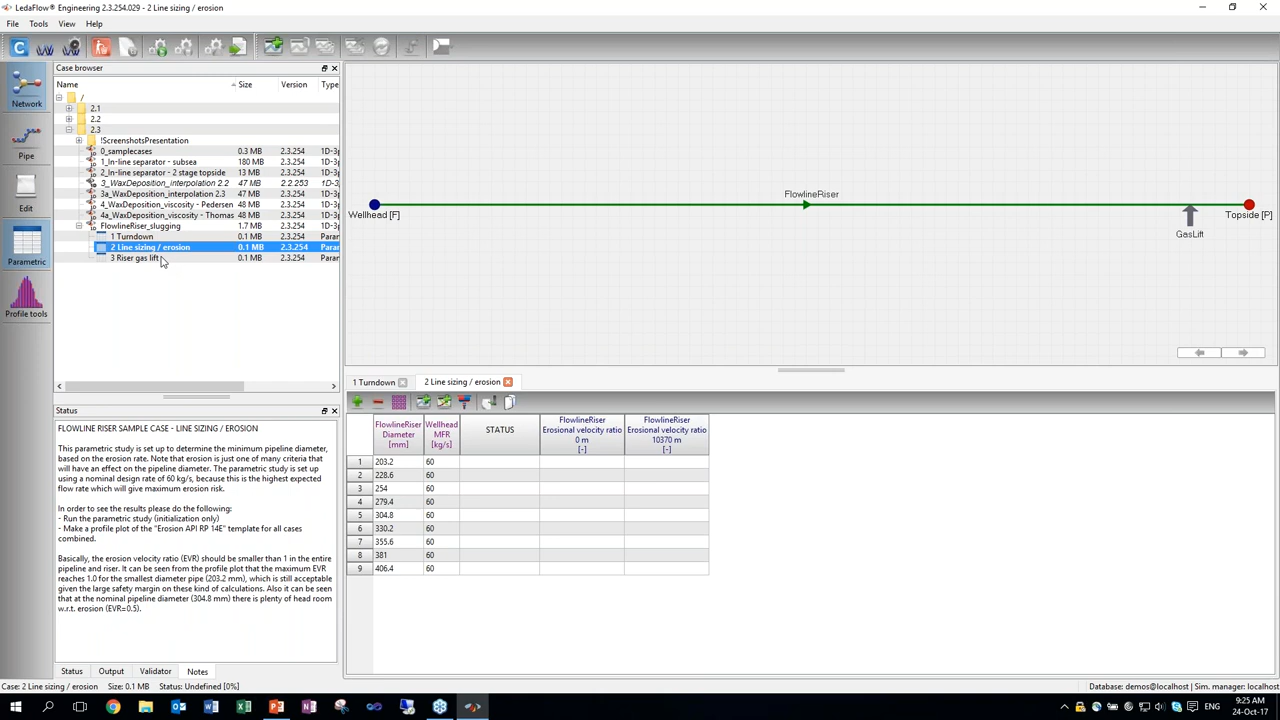 LedaFlow® Engineering 2.3.254.029 - 2 Line sizing / erosion
File Tools View Help
Case browser
Name Size Version Type
/
2.1
2.2
2.3
!ScreenshotsPresentation
0_samplecases 0.3 MB 2.3.254 1D-3p
1_In-line separator - subsea 180 MB 2.3.254 1D-3p
2_In-line separator - 2 stage topside 13 MB 2.3.254 1D-3p
3_WaxDeposition_interpolation 2.2 47 MB 2.2.253 1D-3p
3a_WaxDeposition_interpolation 2.3 47 MB 2.3.254 1D-3p
4_WaxDeposition_viscosity - Pedersen 48 MB 2.3.254 1D-3p
4a_WaxDeposition_viscosity - Thomas 48 MB 2.3.254 1D-3p
FlowlineRiser_slugging 1.7 MB 2.3.254 1D-3p
1 Turndown 0.1 MB 2.3.254 Parar
2 Line sizing / erosion 0.1 MB 2.3.254 Parar
3 Riser gas lift 0.1 MB 2.3.254 Parar
Network
Pipe
Edit
Parametric
Profile tools
FlowlineRiser
Wellhead [F]
Topside [P]
GasLift
Status
FLOWLINE RISER SAMPLE CASE - LINE SIZING / EROSION
This parametric study is set up to determine the minimum pipeline diameter,
based on the erosion rate. Note that erosion is just one of many criteria that
will have an effect on the pipeline diameter. The parametric study is set up
using a nominal design rate of 60 kg/s, because this is the highest expected
flow rate which will give maximum erosion risk.
In order to see the results please do the following:
- Run the parametric study (initialization only)
- Make a profile plot of the "Erosion API RP 14E" template for all cases
combined.
Basically, the erosion velocity ratio (EVR) should be smaller than 1 in the entire
pipeline and riser. It can be seen from the profile plot that the maximum EVR
reaches 1.0 for the smallest diameter pipe (203.2 mm), which is still acceptable
given the large safety margin on these kind of calculations. Also it can be seen
that at the nominal pipeline diameter (304.8 mm) there is plenty of head room
w.r.t. erosion (EVR=0.5).
Status Output Validator Notes
1 Turndown 2 Line sizing / erosion
FlowlineRiser Diameter [mm] Wellhead MFR [kg/s] STATUS FlowlineRiser Erosional velocity ratio 0 m [-] FlowlineRiser Erosional velocity ratio 10370 m [-]
1 203.2 60
2 228.6 60
3 254 60
4 279.4 60
5 304.8 60
6 330.2 60
7 355.6 60
8 381 60
9 406.4 60
Case: 2 Line sizing / erosion Size: 0.1 MB Status: Undefined [0%] Database: demos@localhost | Sim. manager: localhost
ENG
9:25 AM
24-Oct-17